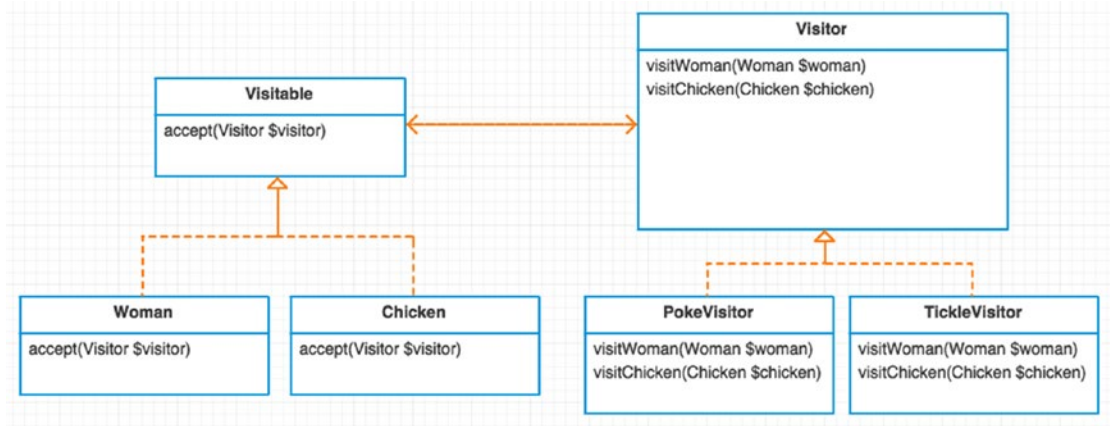 Visitor
visitWoman(Woman $woman)
visitChicken(Chicken $chicken)
Visitable
accept(Visitor $visitor)
Woman
accept(Visitor $visitor)
Chicken
accept(Visitor $visitor)
PokeVisitor
visitWoman(Woman $woman)
visitChicken(Chicken $chicken)
TickleVisitor
visitWoman(Woman $woman)
visitChicken(Chicken $chicken)